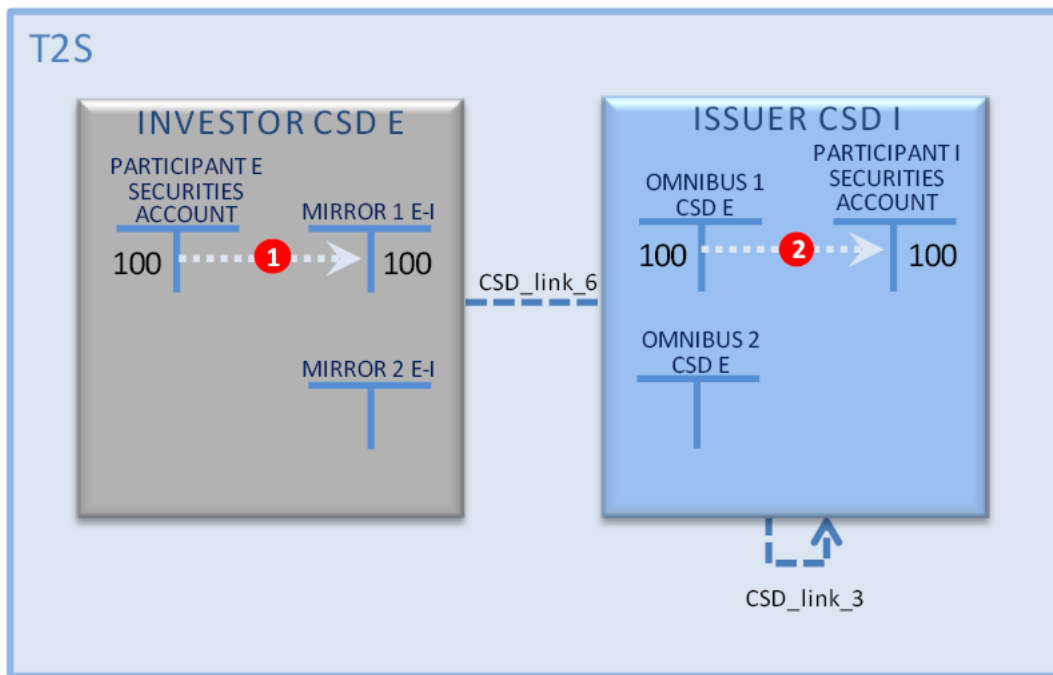 T2S
INVESTOR CSD E
PARTICIPANT E
SECURITIES
ACCOUNT
MIRROR 1 E-I
100
1
100
MIRROR 2 E-I
CSD_link_6
ISSUER CSD I
OMNIBUS 1
CSD E
PARTICIPANT I
SECURITIES
ACCOUNT
100
2
100
OMNIBUS 2
CSD E
CSD_link_3